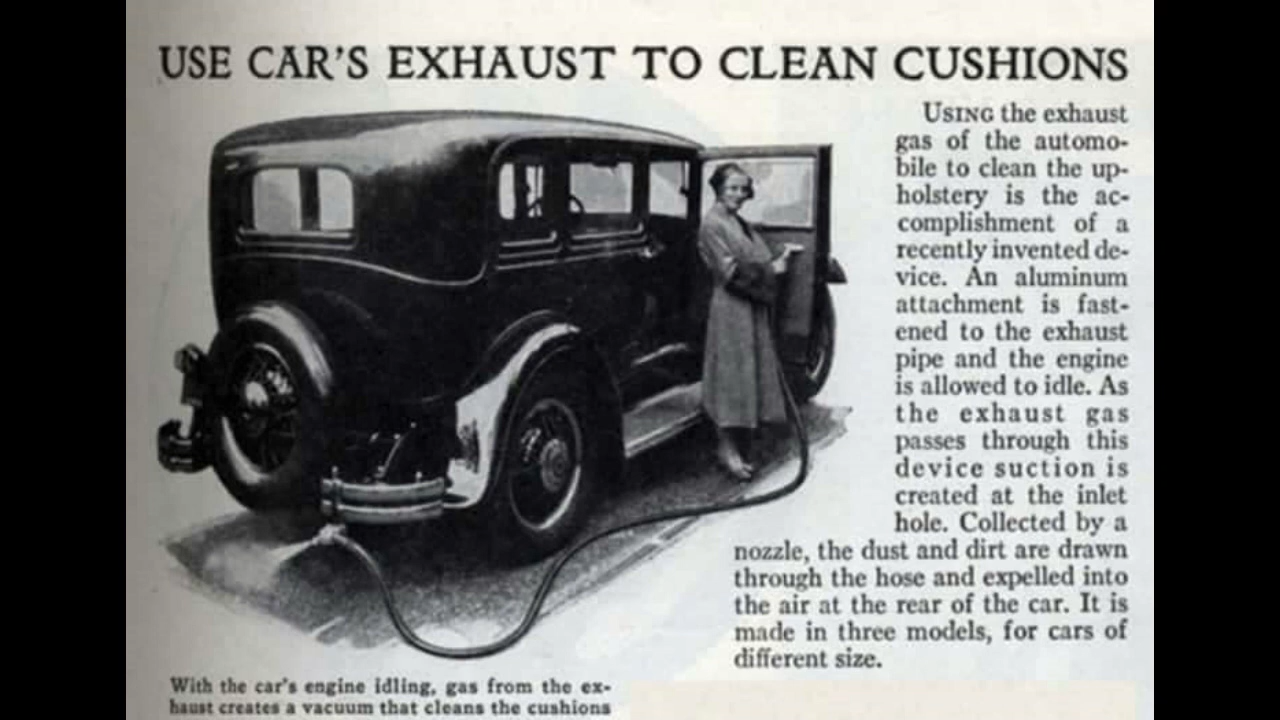 USE CAR'S EXHAUST TO CLEAN CUSHIONS
USING the exhaust
gas of the automo-
bile to clean the up-
holstery is the ac-
complishment of a
recently invented de-
vice. An aluminum
attachment is fast-
ened to the exhaust
pipe and the engine
is allowed to idle. As
the exhaust gas
passes through this
device suction is
created at the inlet
hole. Collected by a
nozzle, the dust and dirt are drawn
through the hose and expelled into
the air at the rear of the car. It is
made in three models, for cars of
different size.
With the car's engine idling, gas from the ex-
haust creates a vacuum that cleans the cushions